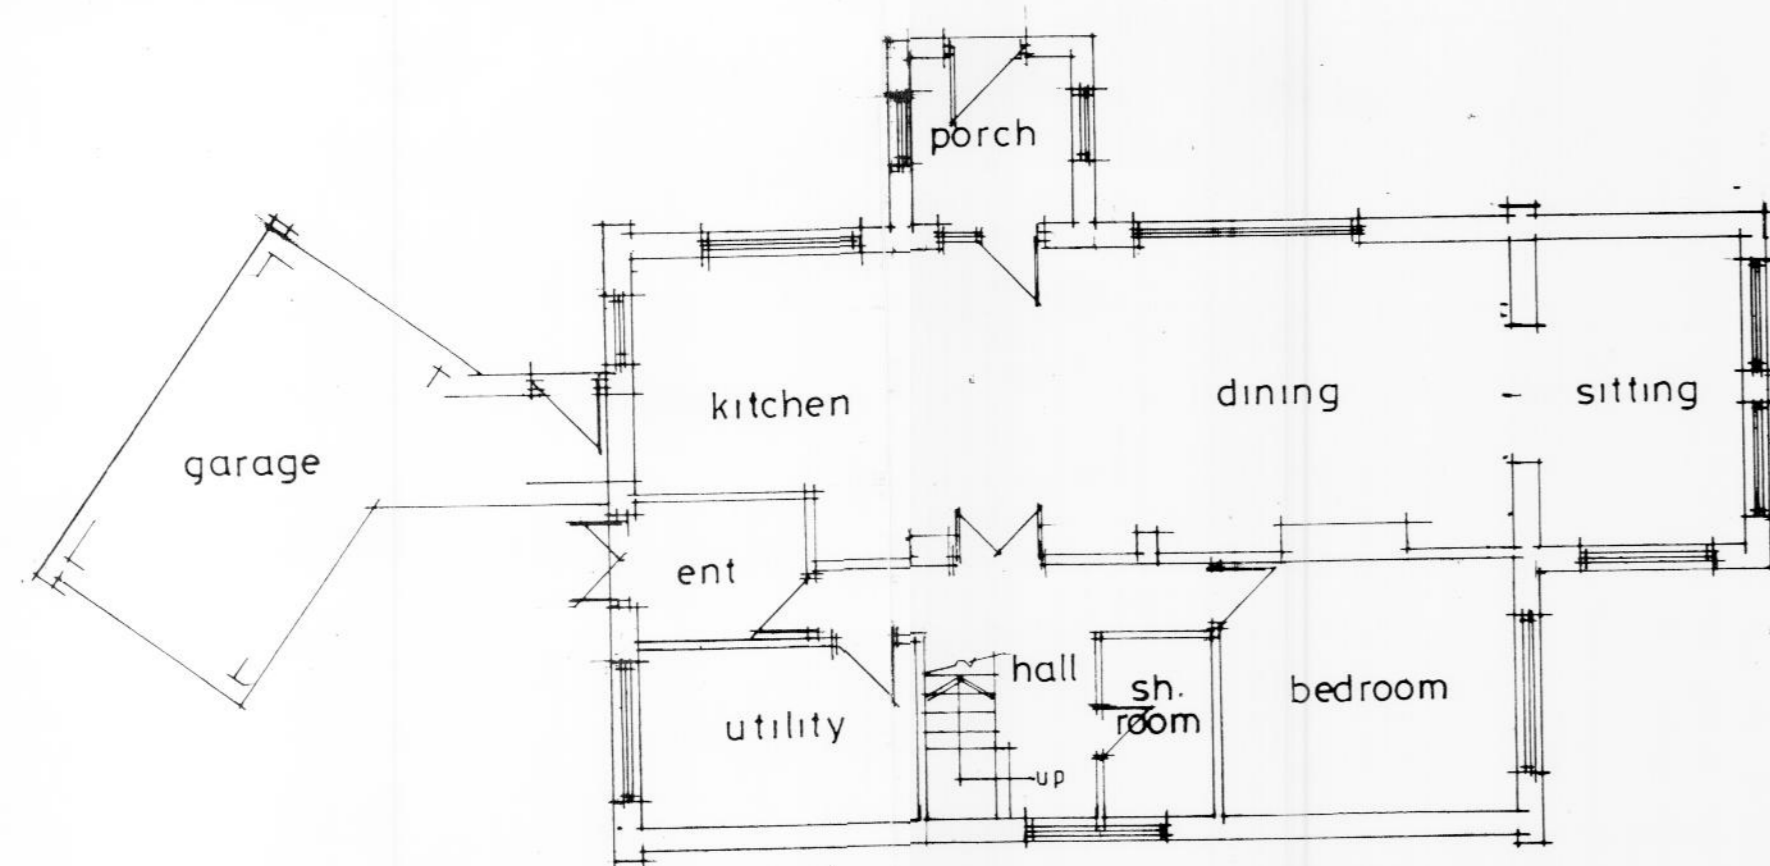 porch
kitchen
dining
sitting
garage
ent
hall
sh.
room
bedroom
utility
up